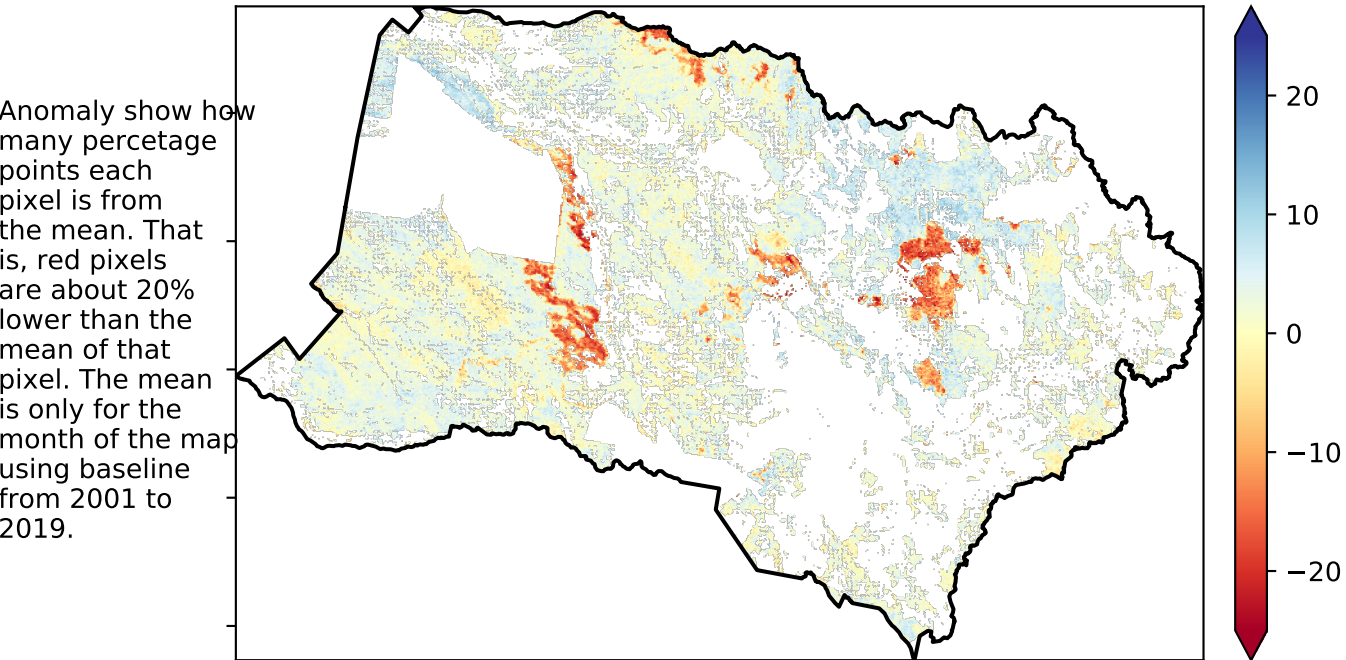 Anomaly show how
many percetage
points each
pixel is from
the mean. That
is, red pixels
are about 20%
lower than the
mean of that
pixel. The mean
is only for the
month of the map
using baseline
from 2001 to
2019.
20
10
0
−10
−20